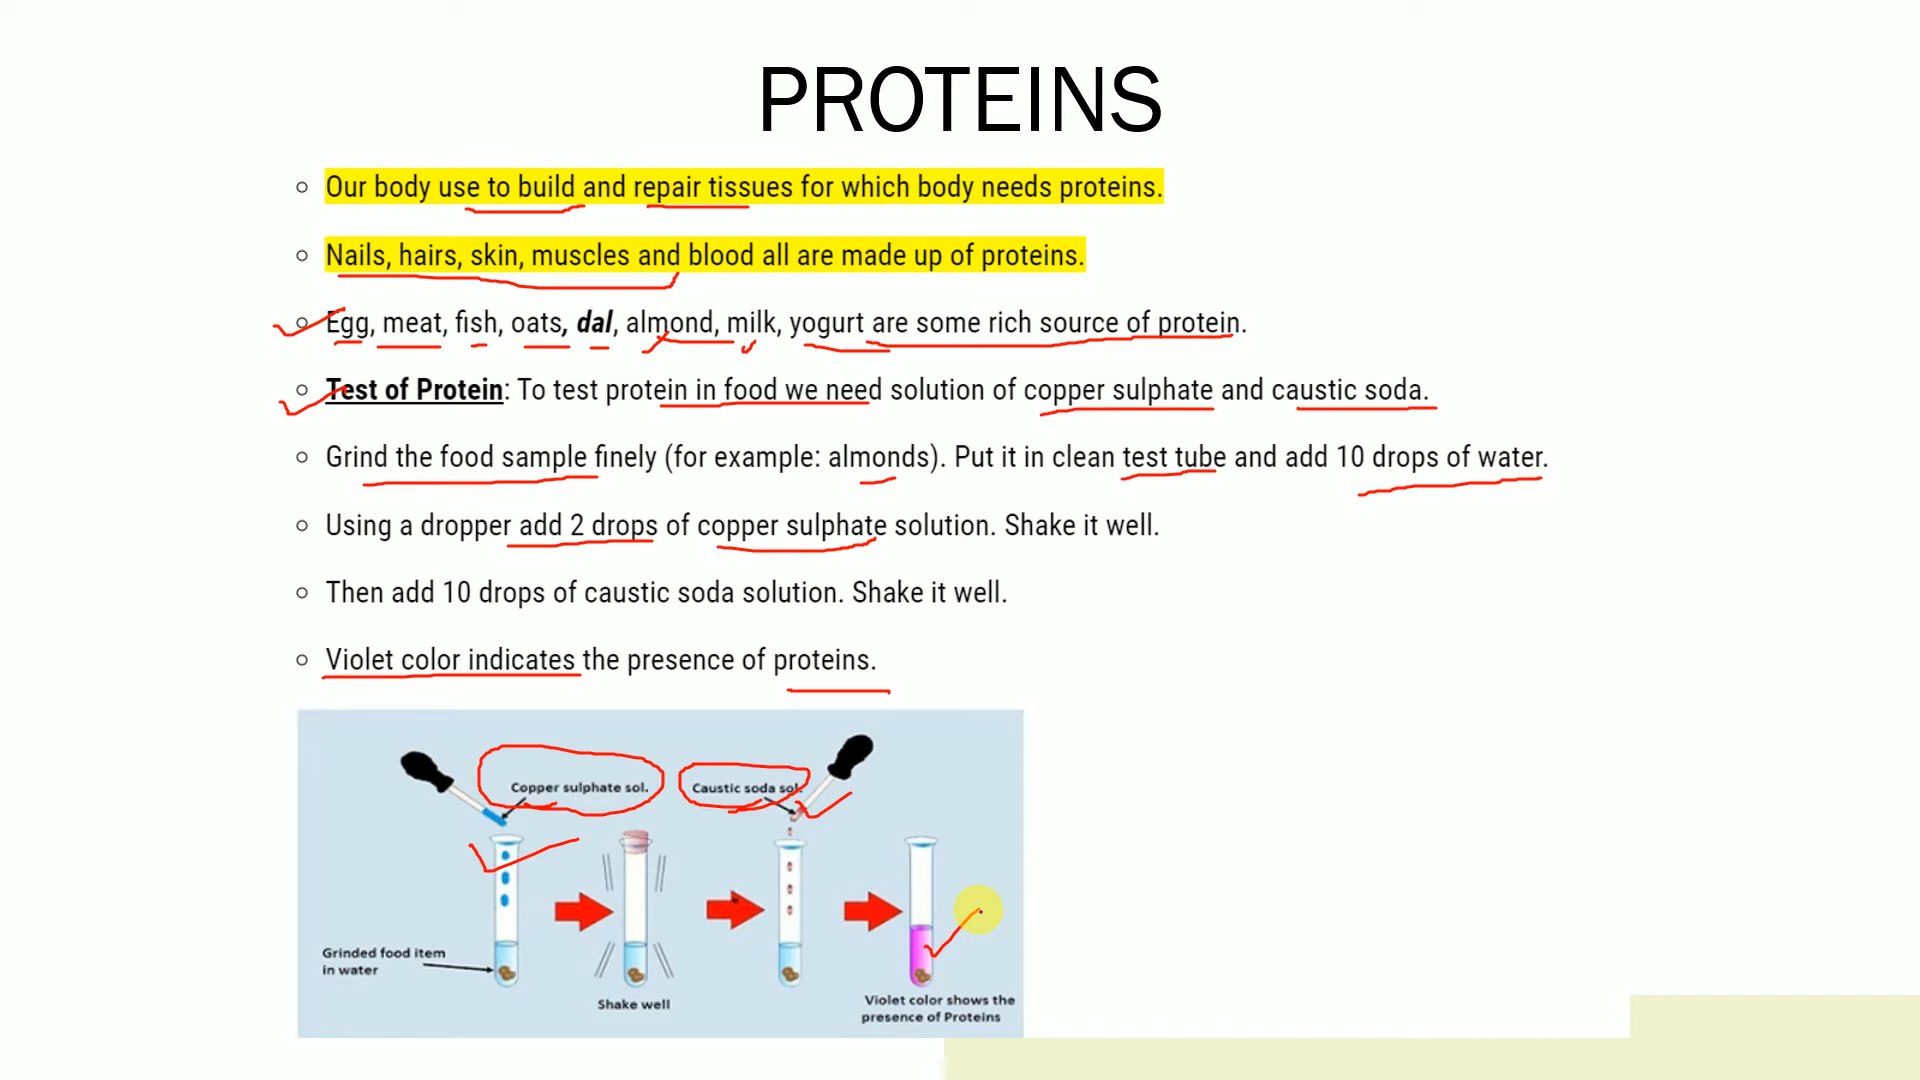 PROTEINS
Our body use to build and repair tissues for which body needs proteins.
Nails, hairs, skin, muscles and blood all are made up of proteins.
Egg, meat, fish, oats, dal, almond, milk, yogurt are some rich source of protein.
Test of Protein: To test protein in food we need solution of copper sulphate and caustic soda.
Grind the food sample finely (for example: almonds). Put it in clean test tube and add 10 drops of water.
Using a dropper add 2 drops of copper sulphate solution. Shake it well.
Then add 10 drops of caustic soda solution. Shake it well.
Violet color indicates the presence of proteins.
Copper sulphate sol.
Caustic soda sol.
Grinded food item
in water
Shake well
Violet color shows the
presence of Proteins